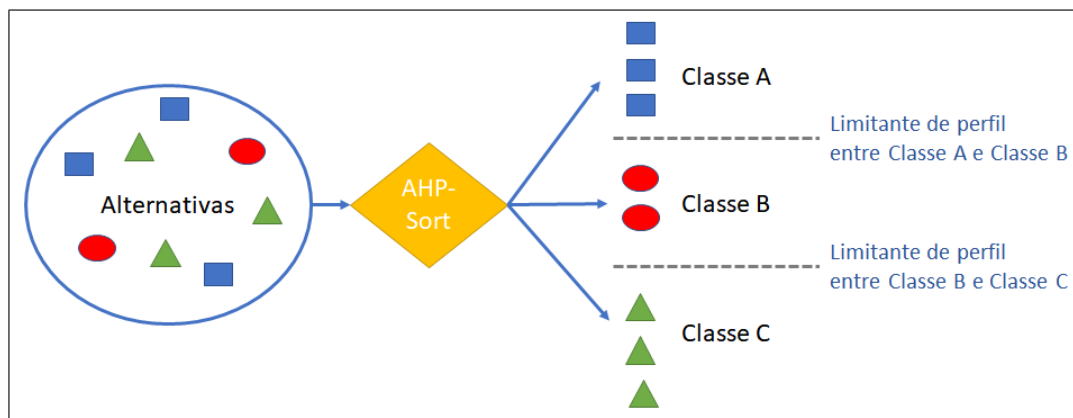 Alternativas
AHP-
Sort
Classe A
Limitante de perfil
entre Classe A e Classe B
Classe B
Limitante de perfil
entre Classe B e Classe C
Classe C